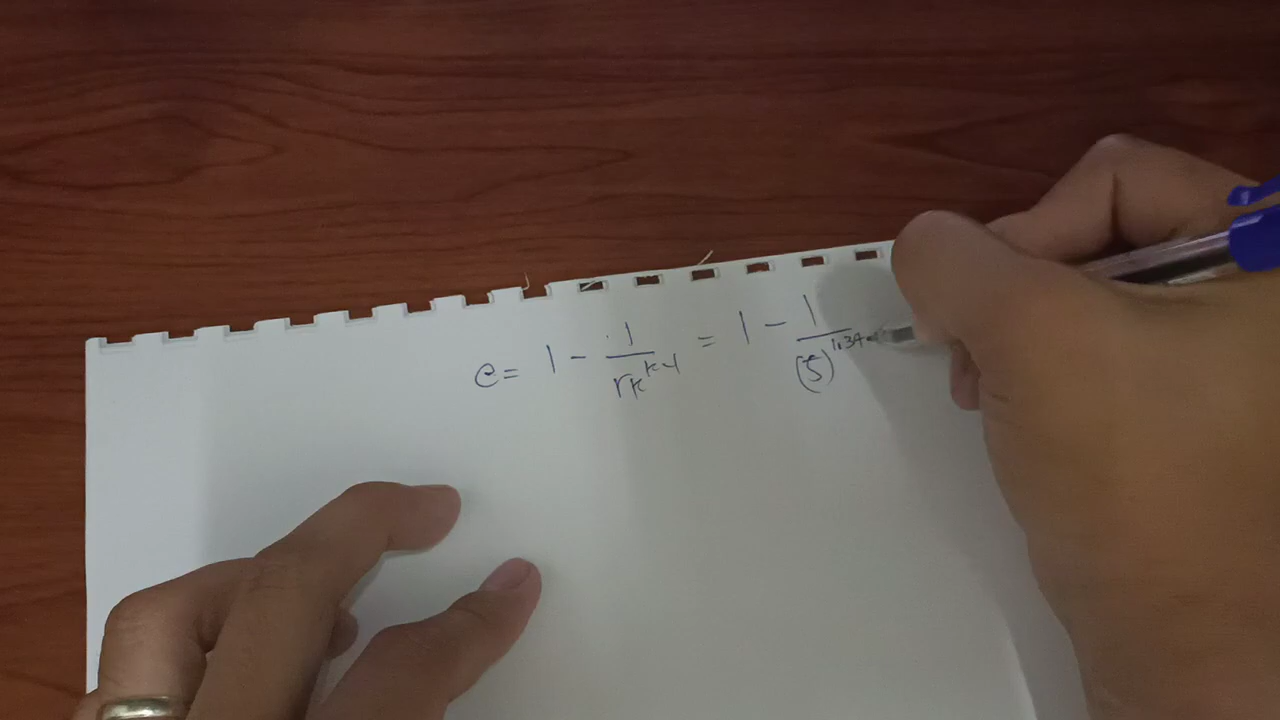 e = 1 - 1/rk^k-1 = 1 - 1/(5)^1.34-